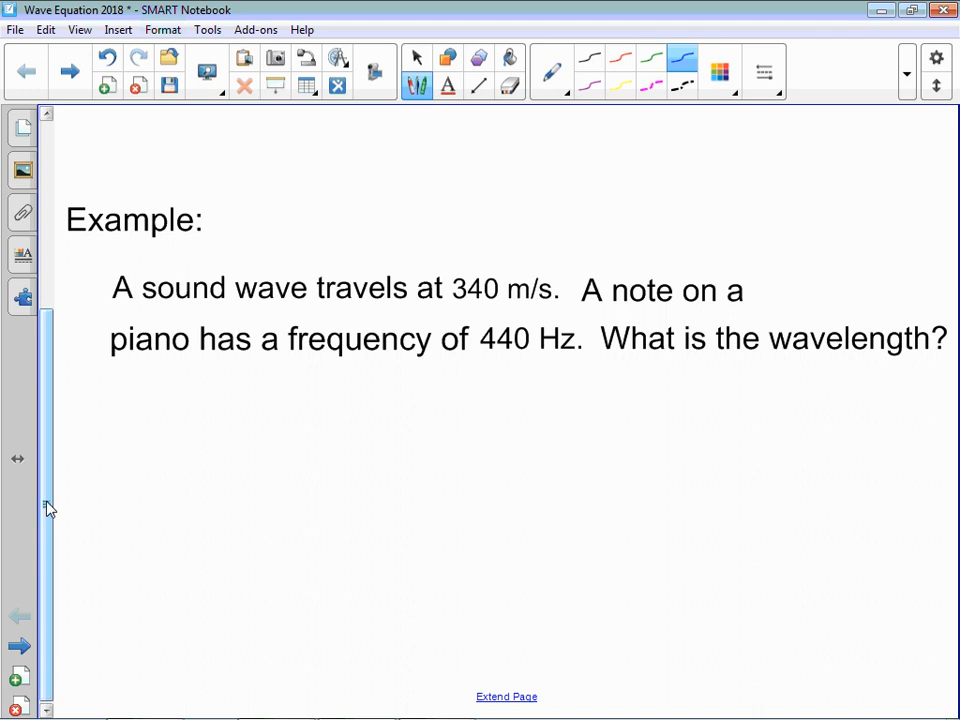 Wave Equation 2018 * - SMART Notebook
File Edit View Insert Format Tools Add-ons Help
Example:
A sound wave travels at 340 m/s. A note on a
piano has a frequency of 440 Hz. What is the wavelength?
Extend Page